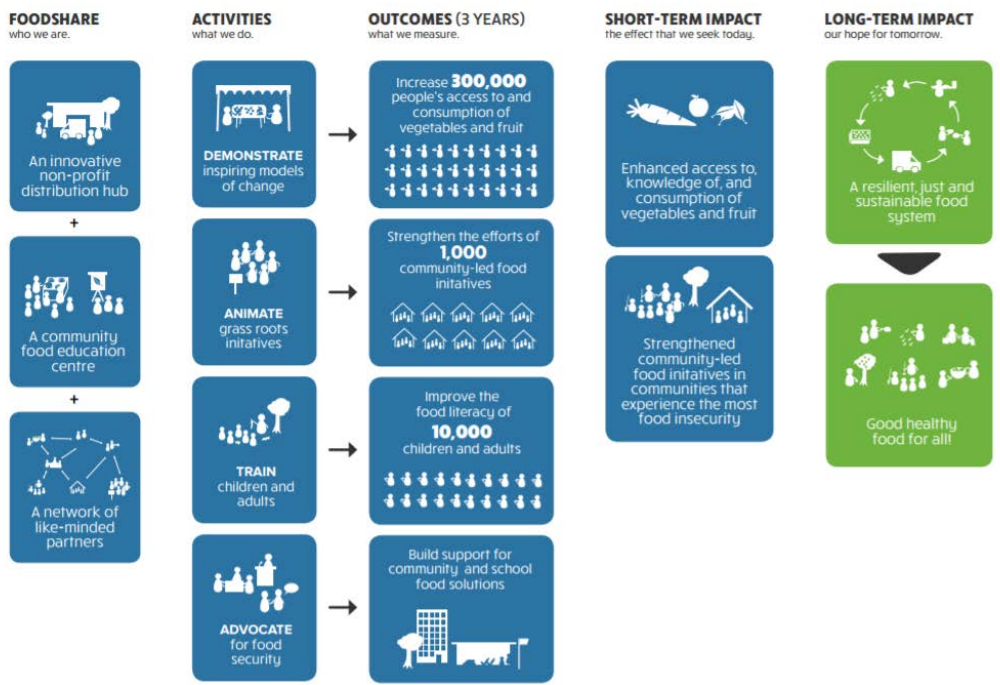 FOODSHARE
who we are.
An innovative
non-profit
distribution hub
+
A community
food education
centre
+
A network of
like-minded
partners
ACTIVITIES
what we do.
DEMONSTRATE
inspiring models
of change
ANIMATE
grass roots
initatives
TRAIN
children and
adults
ADVOCATE
for food
security
OUTCOMES (3 YEARS)
what we measure.
Increase 300,000
people's access to and
consumption of
vegetables and fruit
Strengthen the efforts of
1,000
community-led food
initatives
Improve the
food literacy of
10,000
children and adults
Build support for
community and school
food solutions
SHORT-TERM IMPACT
the effect that we seek today.
Enhanced access to,
knowledge of, and
consumption of
vegetables and fruit
Strengthened
community-led
food initatives in
communities that
experience the most
food insecurity
LONG-TERM IMPACT
our hope for tomorrow.
A resilient, just and
sustainable food
system
Good healthy
food for all!